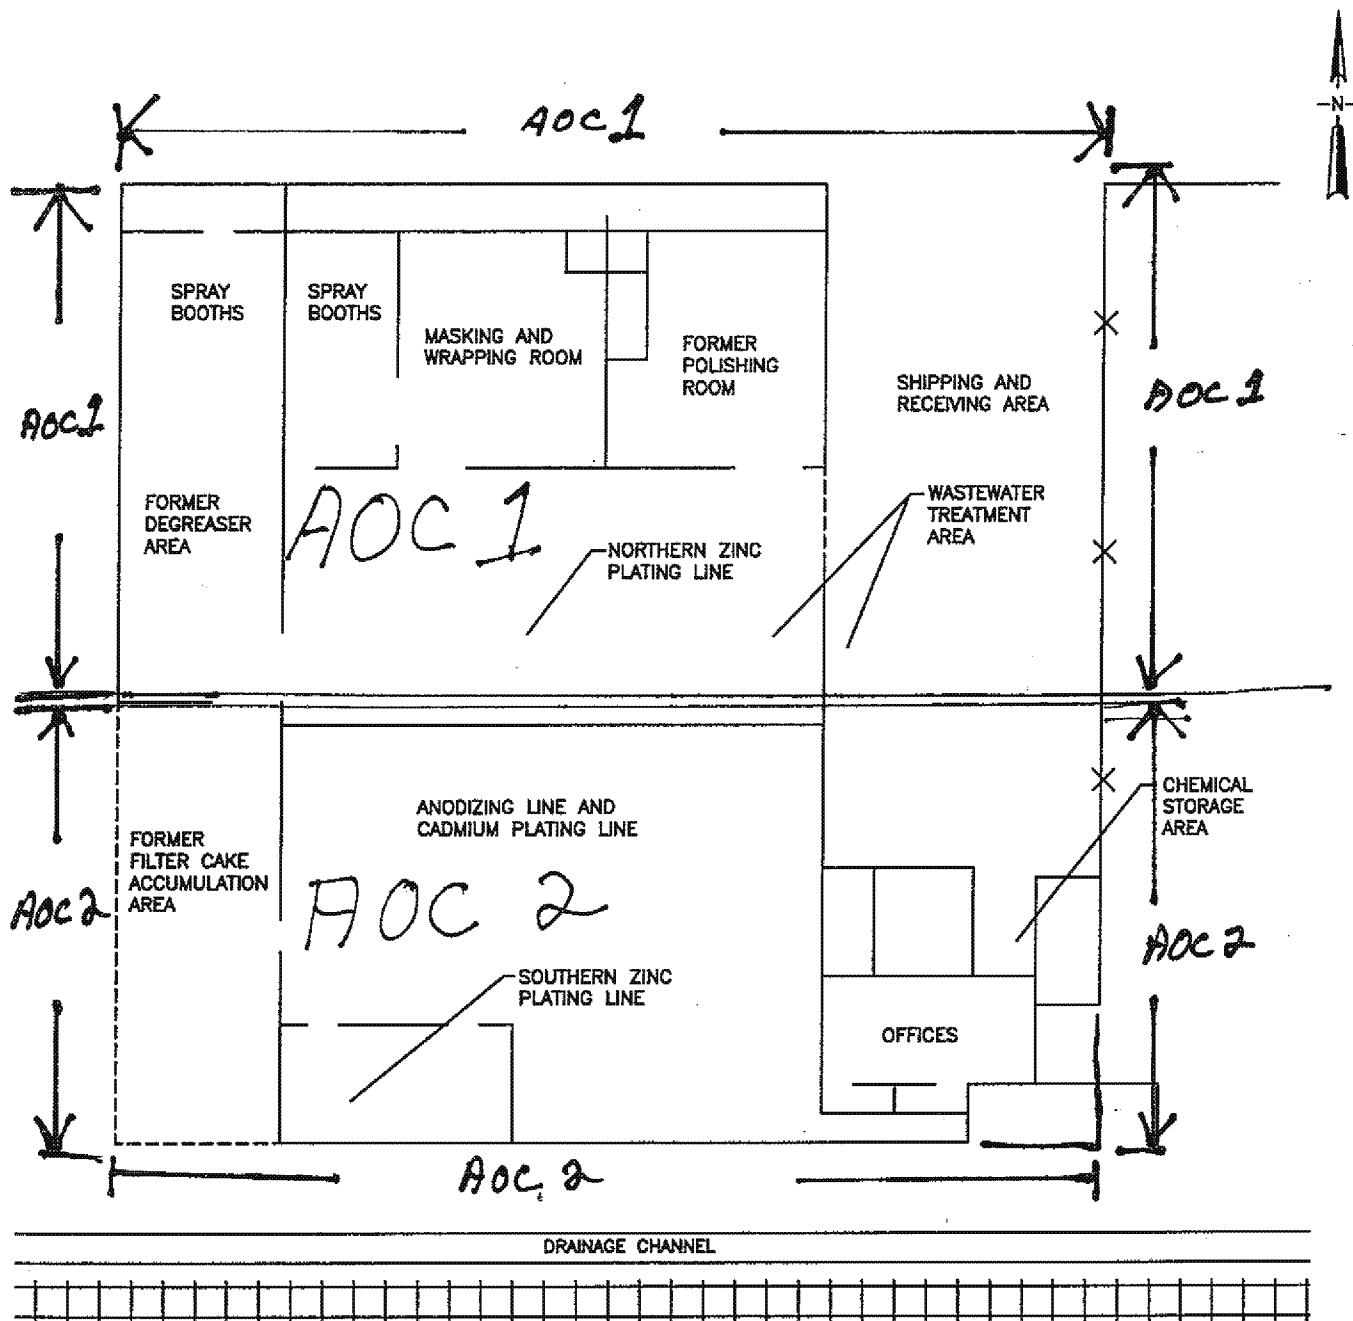 AOC 1
N
SPRAY
BOOTHS
SPRAY
BOOTHS
MASKING AND
WRAPPING ROOM
FORMER
POLISHING
ROOM
SHIPPING AND
RECEIVING AREA
AOC 1
AOC 1
FORMER
DEGREASER
AREA
AOC 1
NORTHERN ZINC
PLATING LINE
WASTEWATER
TREATMENT
AREA
ANODIZING LINE AND
CADMIUM PLATING LINE
CHEMICAL
STORAGE
AREA
FORMER
FILTER CAKE
ACCUMULATION
AREA
AOC 2
AOC 2
AOC 2
SOUTHERN ZINC
PLATING LINE
OFFICES
AOC 2
DRAINAGE CHANNEL